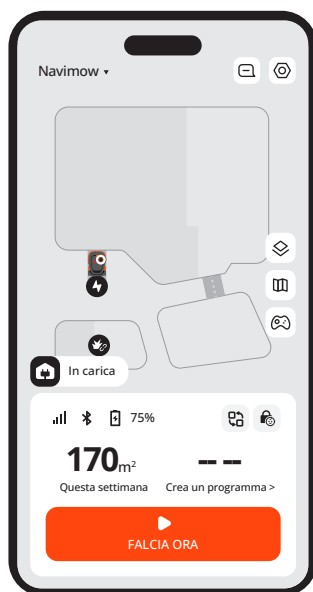 Navimow ▾
In carica
75%
170m²
-- --
Questa settimana
Crea un programma >
FALCIA ORA